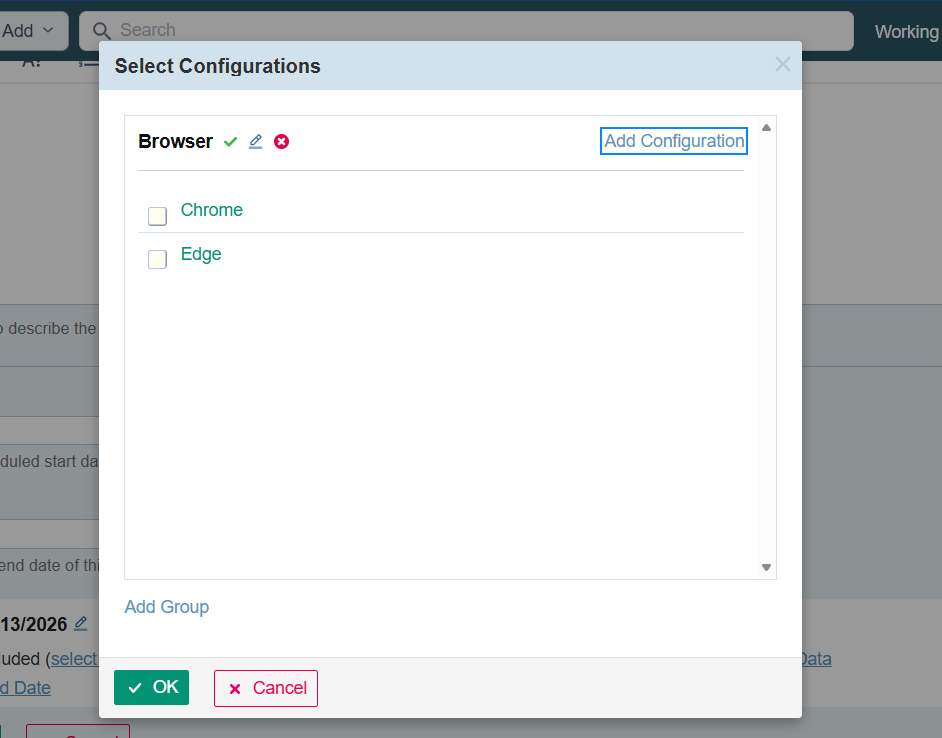 Add
Search
Working
Select Configurations
Browser
Add Configuration
Chrome
Edge
describe the
duled start da
end date of thi
Add Group
13/2026
uded (select
Data
d Date
OK
Cancel